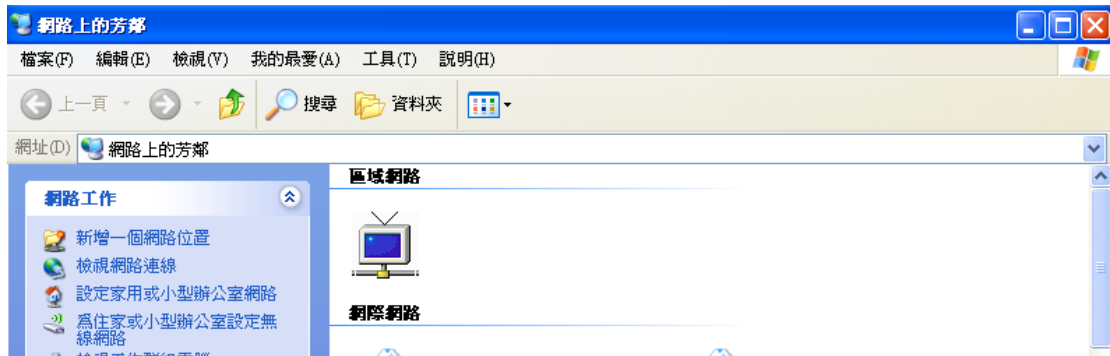 網路上的芳鄰
檔案(F) 編輯(E) 檢視(V) 我的最愛(A) 工具(T) 說明(H)
上一頁 搜尋 資料夾
網址(D) 網路上的芳鄰
網路工作
新增一個網路位置
檢視網路連線
設定家用或小型辦公室網路
為住家或小型辦公室設定無
線網路
區域網路
網際網路